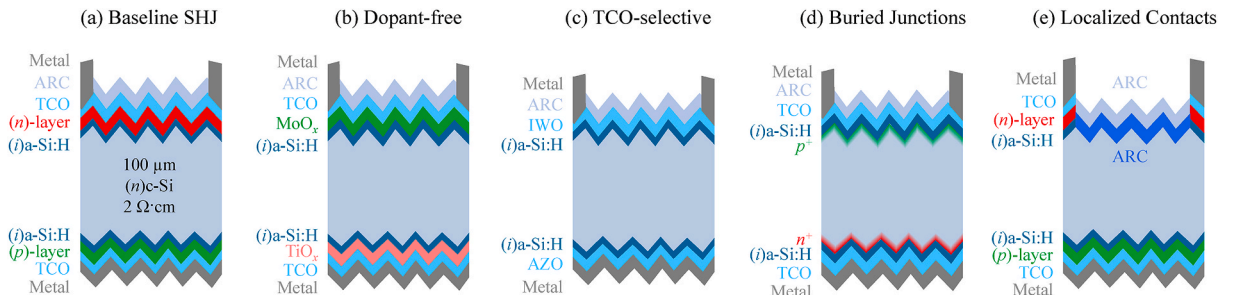 (a) Baseline SHJ
Metal
ARC
TCO
(n)-layer
(i)a-Si:H
100 µm
(n)c-Si
2 Ω·cm
(i)a-Si:H
(p)-layer
TCO
Metal
(b) Dopant-free
Metal
ARC
TCO
MoOₓ
(i)a-Si:H
(i)a-Si:H
TiOₓ
TCO
Metal
(c) TCO-selective
Metal
ARC
IWO
(i)a-Si:H
(i)a-Si:H
AZO
Metal
(d) Buried Junctions
Metal
ARC
TCO
(i)a-Si:H
p⁺
n⁺
(i)a-Si:H
TCO
Metal
(e) Localized Contacts
Metal
ARC
TCO
(n)-layer
(i)a-Si:H
ARC
(i)a-Si:H
(p)-layer
TCO
Metal